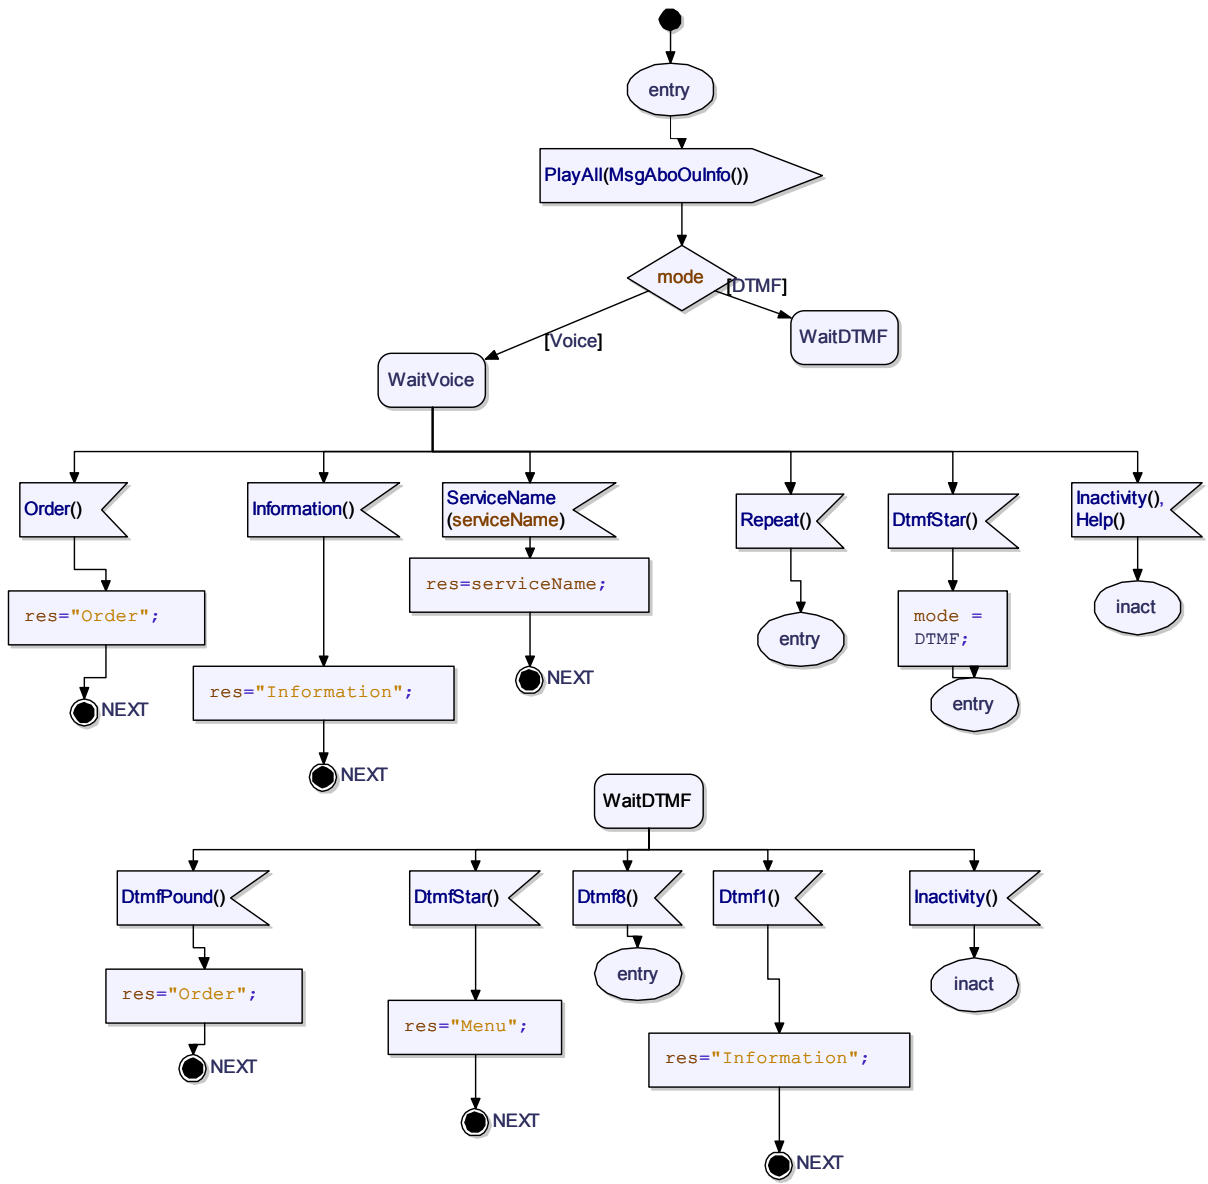 entry
PlayAll(MsgAboOuInfo())
mode
[DTMF]
WaitDTMF
[Voice]
WaitVoice
Order()
Information()
ServiceName
(serviceName)
Repeat()
DtmfStar()
Inactivity(),
Help()
res="Order";
res=serviceName;
mode =
DTMF;
inact
entry
res="Information";
NEXT
entry
NEXT
NEXT
WaitDTMF
DtmfPound()
DtmfStar()
Dtmf8()
Dtmf1()
Inactivity()
res="Order";
entry
inact
res="Menu";
res="Information";
NEXT
NEXT
NEXT